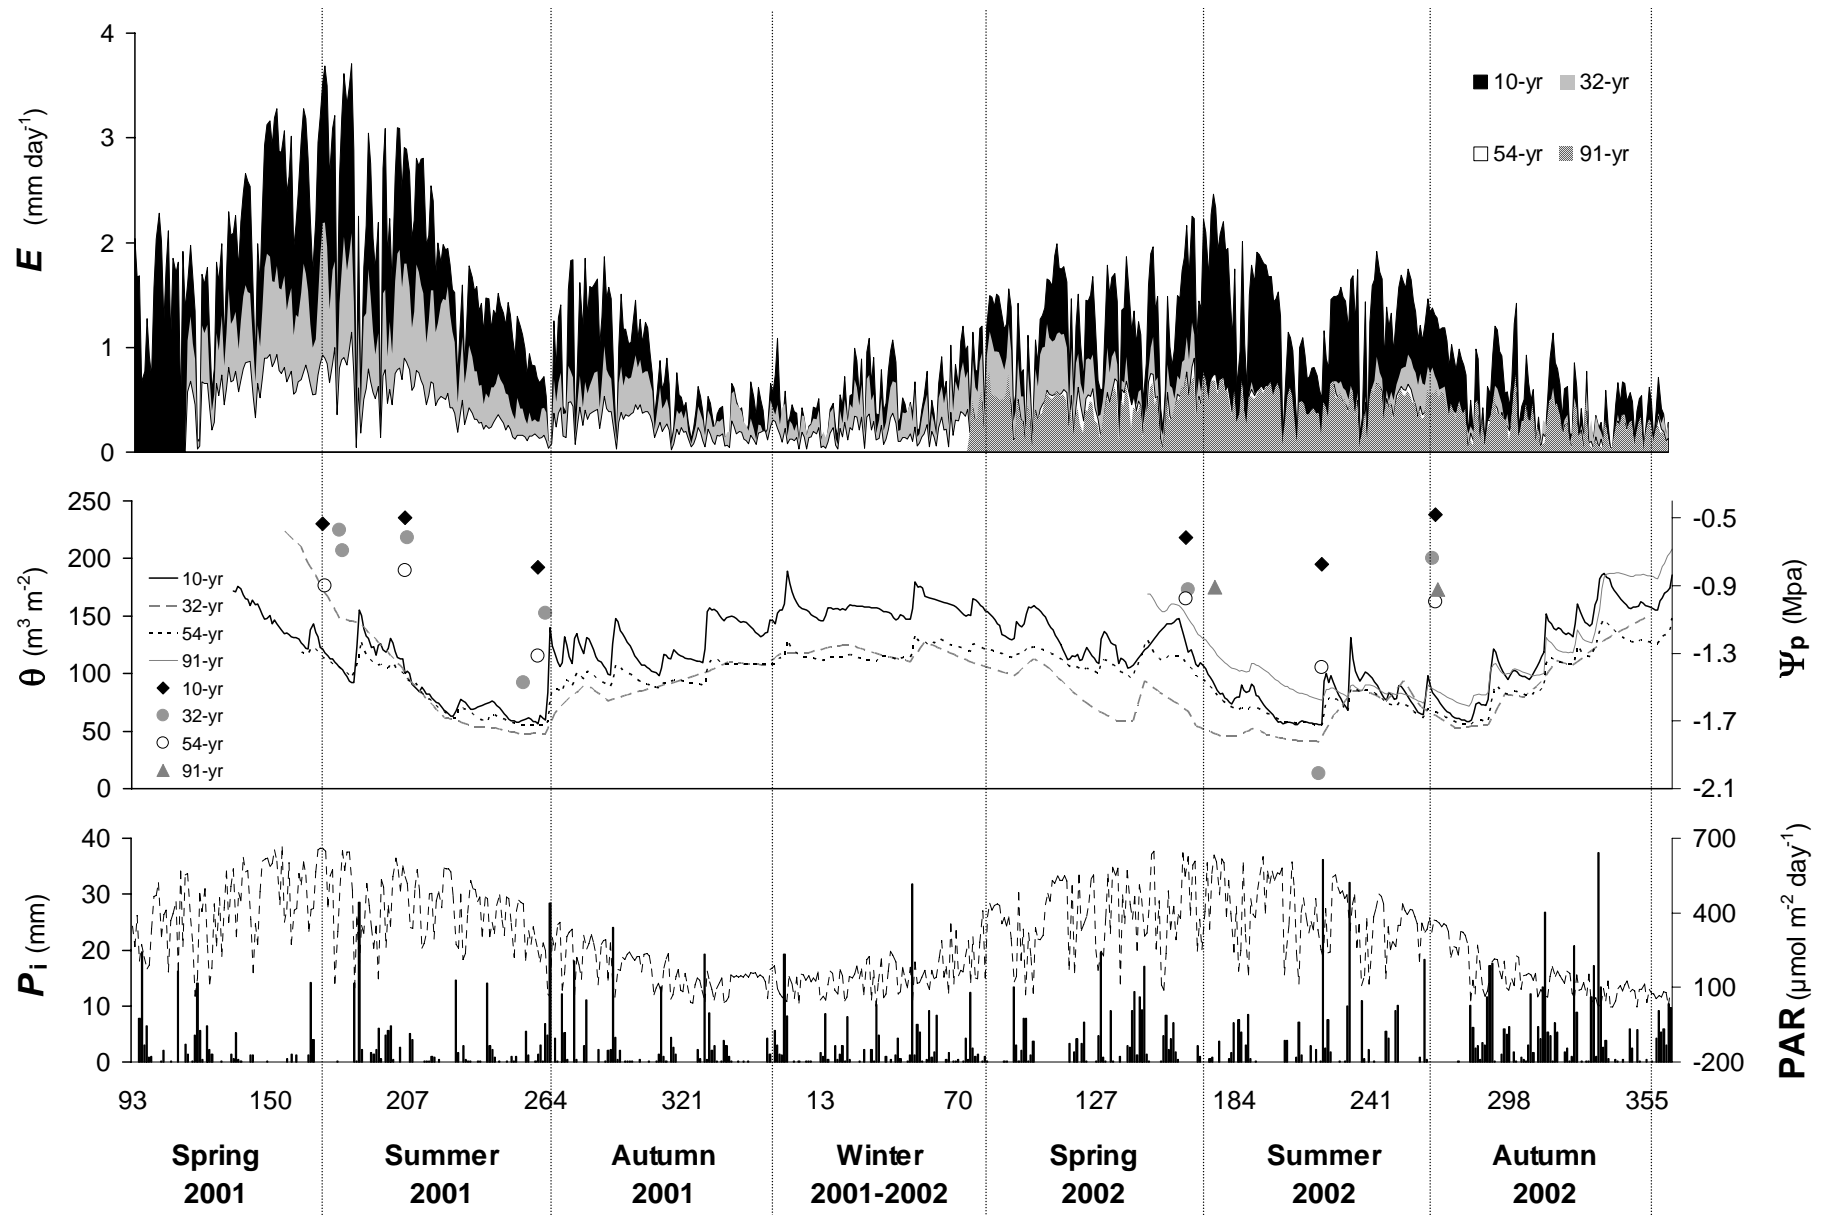 4
3
2
1
0
E (mm day-1)
10-yr 32-yr
54-yr 91-yr
250
200
150
100
50
0
θ (m3 m-2)
10-yr
32-yr
54-yr
91-yr
10-yr
32-yr
54-yr
91-yr
-0.5
-0.9
-1.3
-1.7
-2.1
Ψp (Mpa)
40
30
20
10
0
Pi (mm)
700
400
100
-200
PAR (µmol m-2 day-1)
93 150 207 264 321 13 70 127 184 241 298 355
Spring Summer Autumn Winter Spring Summer Autumn
2001 2001 2001 2001-2002 2002 2002 2002